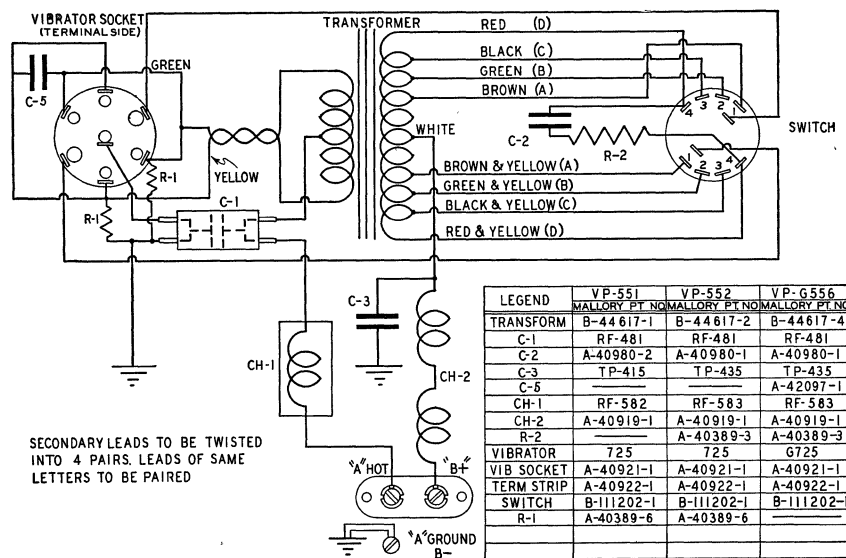 VIBRATOR SOCKET
(TERMINAL SIDE)
TRANSFORMER
RED (D)
BLACK (C)
GREEN (B)
BROWN (A)
GREEN
C-5
4 3 2 1
SWITCH
C-2
R-2
WHITE
YELLOW
R-1
R-1
C-1
1 2 3 4
BROWN & YELLOW (A)
GREEN & YELLOW (B)
BLACK & YELLOW (C)
RED & YELLOW (D)
C-3
CH-1
CH-2
SECONDARY LEADS TO BE TWISTED
INTO 4 PAIRS. LEADS OF SAME
LETTERS TO BE PAIRED
"A" HOT
"B+"
"A" GROUND
B-
LEGEND VP-551 VP-552 VP-G556
MALLORY PT NO MALLORY PT. NO MALLORY PT. NO
TRANSFORM B-44617-1 B-44617-2 B-44617-4
C-1 RF-481 RF-481 RF-481
C-2 A-40980-2 A-40980-1 A-40980-1
C-3 TP-415 TP-435 TP-435
C-5 —— —— A-42097-1
CH-1 RF-582 RF-583 RF-583
CH-2 A-40919-1 A-40919-1 A-40919-1
R-2 —— A-40389-3 A-40389-3
VIBRATOR 725 725 G725
VIB SOCKET A-40921-1 A-40921-1 A-40921-1
TERM STRIP A-40922-1 A-40922-1 A-40922-1
SWITCH B-111202-1 B-111202-1 B-111202-1
R-1 A-40389-6 A-40389-6 ——